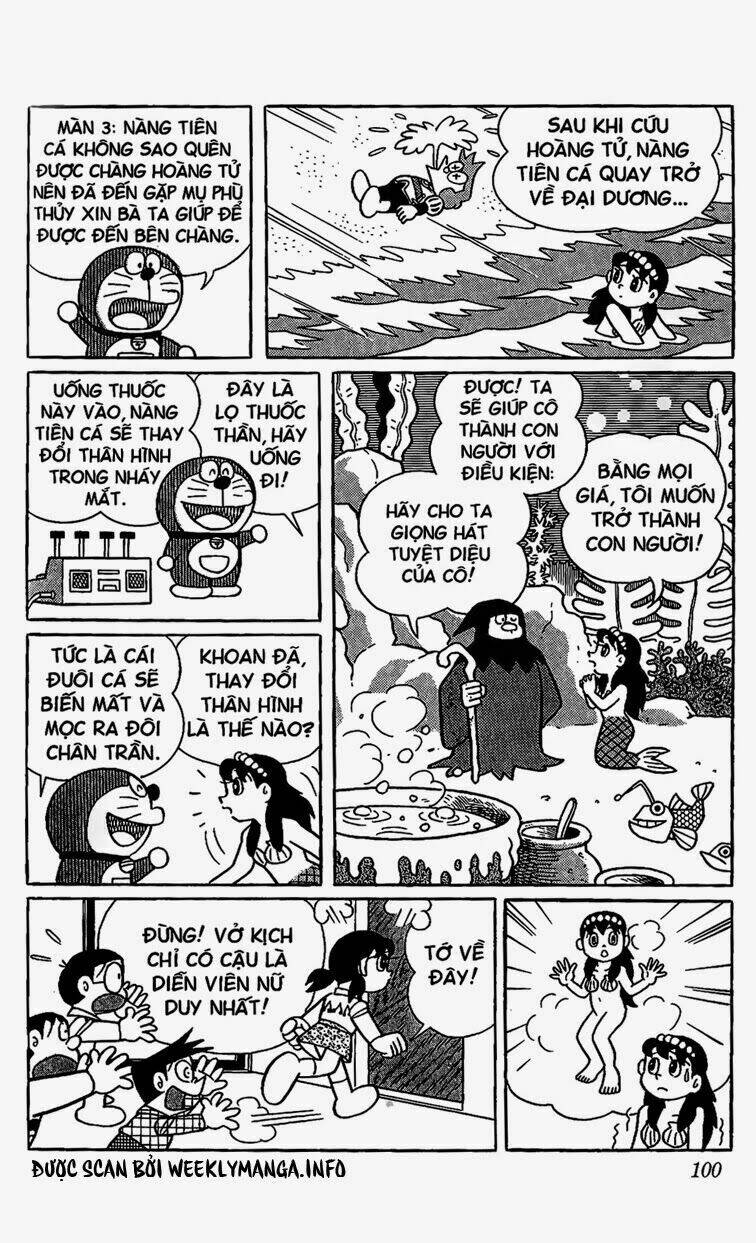 SAU KHI CỨU
HOÀNG TỬ, NÀNG
TIÊN CÁ QUAY TRỞ
VỀ ĐẠI DƯƠNG...
MÀN 3: NÀNG TIÊN
CÁ KHÔNG SAO QUÊN
ĐƯỢC CHÀNG HOÀNG TỬ
NÊN ĐÃ ĐẾN GẶP MỤ PHÙ
THỦY XIN BÀ TA GIÚP ĐỂ
ĐƯỢC ĐẾN BÊN CHÀNG.
BẰNG MỌI
GIÁ, TÔI MUỐN
TRỞ THÀNH
CON NGƯỜI!
ĐƯỢC! TA
SẼ GIÚP CÔ
THÀNH CON
NGƯỜI VỚI
ĐIỀU KIỆN:
HÃY CHO TA
GIỌNG HÁT
TUYỆT DIỆU
CỦA CÔ!
ĐÂY LÀ
LỌ THUỐC
THẦN, HÃY
UỐNG
ĐI!
UỐNG THUỐC
NÀY VÀO, NÀNG
TIÊN CÁ SẼ THAY
ĐỔI THÂN HÌNH
TRONG NHÁY
MẮT.
KHOAN ĐÃ,
THAY ĐỔI
THÂN HÌNH
LÀ THẾ NÀO?
TỨC LÀ CÁI
ĐUÔI CÁ SẼ
BIẾN MẤT VÀ
MỌC RA ĐÔI
CHÂN TRẦN.
TỚ VỀ
ĐÂY!
ĐỪNG! VỞ KỊCH
CHỈ CÓ CẬU LÀ
DIỄN VIÊN NỮ
DUY NHẤT!
ĐƯỢC SCAN BỞI WEEKLYMANGA.INFO
100